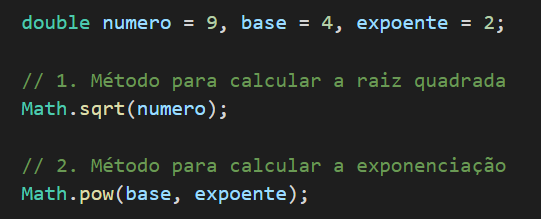 double numero = 9, base = 4, expoente = 2;
// 1. Método para calcular a raiz quadrada
Math.sqrt(numero);
// 2. Método para calcular a exponenciação
Math.pow(base, expoente);